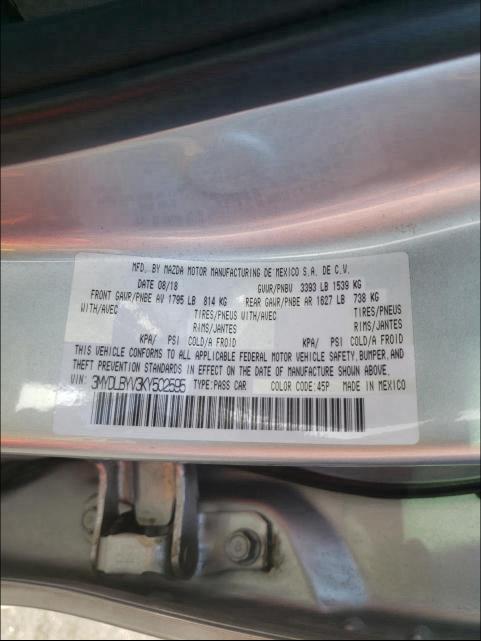 MFD. BY MAZDA MOTOR MANUFACTURING DE MEXICO S.A. DE C.V.
DATE 08/18 GVWR/PNBV 3393 LB 1539 KG
FRONT GAWR/PNBE AV 1795 LB 814 KG REAR GAWR/PNBE AR 1627 LB 738 KG
WITH/AVEC TIRES/PNEUS WITH/AVEC TIRES/PNEUS
RIMS/JANTES RIMS/JANTES
KPA/ PSI COLD/A FROID KPA/ PSI COLD/A FROID
THIS VEHICLE CONFORMS TO ALL APPLICABLE FEDERAL MOTOR VEHICLE SAFETY, BUMPER, AND
THEFT PREVENTION STANDARDS IN EFFECT ON THE DATE OF MANUFACTURE SHOWN ABOVE.
VIN: 3MYDLBYV3KY502595 TYPE:PASS CAR COLOR CODE:45P MADE IN MEXICO